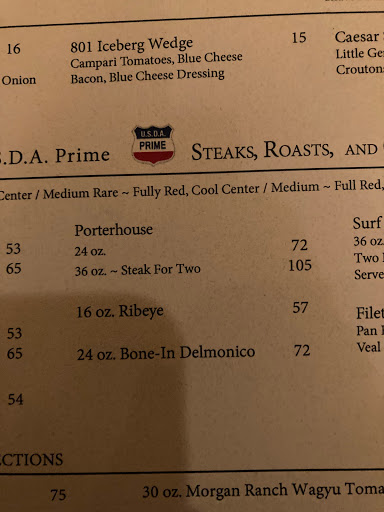 16 801 Iceberg Wedge 15 Caesar
Campari Tomatoes, Blue Cheese Little
Onion Bacon, Blue Cheese Dressing
.D.A. Prime U.S.D.A. PRIME STEAKS, ROASTS, AND
Center / Medium Rare ~ Fully Red, Cool Center / Medium ~ Full Red,
Porterhouse Surf
53 24 oz. 72 36 oz.
65 36 oz. ~ Steak For Two 105 Two
Serve
16 oz. Ribeye 57 Filet
53 Pan
65 24 oz. Bone-In Delmonico 72 Veal
54
CTIONS
75 30 oz. Morgan Ranch Wagyu Toma